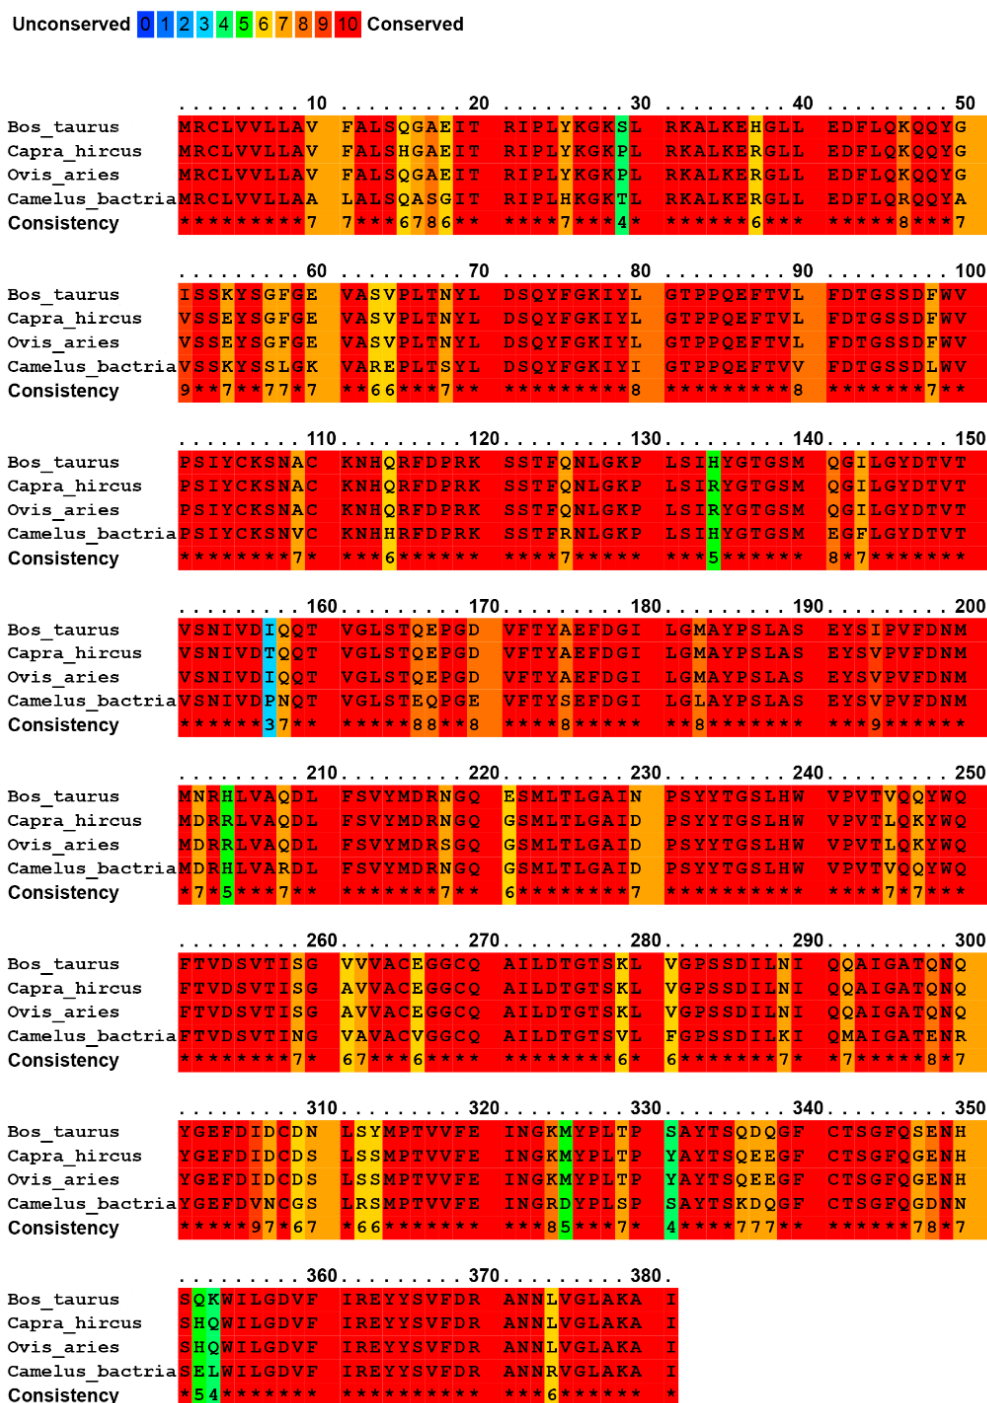 Unconserved 0 1 2 3 4 5 6 7 8 9 10 Conserved
. . . . . . . . . 10 . . . . . . . . . 20 . . . . . . . . . 30 . . . . . . . . . 40 . . . . . . . . . 50
Bos_taurus MRCLVVLLAV FALSQGAEIT RIPLYKGKSL RKALKEHGLL EDFLQKQQYG
Capra_hircus MRCLVVLLAV FALSHGAEIT RIPLYKGKPL RKALKERGLL EDFLQKQQYG
Ovis_aries MRCLVVLLAV FALSQGAEIT RIPLYKGKPL RKALKERGLL EDFLQKQQYG
Camelus_bactria MRCLVVLLAA LALSQASGIT RIPLHKGKTL RKALKERGLL EDFLQRQQYA
Consistency *********7 7***6786** ****7***4* ******6*** *****8***7
. . . . . . . . . 60 . . . . . . . . . 70 . . . . . . . . . 80 . . . . . . . . . 90 . . . . . . . . . 100
Bos_taurus ISSKYSGFGE VASVPLTNYL DSQYFGKIYL GTPPQEFTVL FDTGSSDFWV
Capra_hircus VSSEYSGFGE VASVPLTNYL DSQYFGKIYL GTPPQEFTVL FDTGSSDFWV
Ovis_aries VSSEYSGFGE VASVPLTNYL DSQYFGKIYL GTPPQEFTVL FDTGSSDFWV
Camelus_bactria VSSKYSSLGK VAREPLTSYL DSQYFGKIYI GTPPQEFTVV FDTGSSDLWV
Consistency 9**7**77*7 **66***7** *********8 *********8 *******7**
. . . . . . . . . 110 . . . . . . . . . 120 . . . . . . . . . 130 . . . . . . . . . 140 . . . . . . . . . 150
Bos_taurus PSIYCKSNAC KNHQRFDPRK SSTFQNLGKP LSIHYGTGSM QGILGYDTVT
Capra_hircus PSIYCKSNAC KNHQRFDPRK SSTFQNLGKP LSIRYGTGSM QGILGYDTVT
Ovis_aries PSIYCKSNAC KNHQRFDPRK SSTFQNLGKP LSIRYGTGSM QGILGYDTVT
Camelus_bactria PSIYCKSNVC KNHHRFDPRK SSTFRNLGKP LSIHYGTGSM EGFLGYDTVT
Consistency ********7* ***6****** ****7***** ***5****** 8*7*******
. . . . . . . . . 160 . . . . . . . . . 170 . . . . . . . . . 180 . . . . . . . . . 190 . . . . . . . . . 200
Bos_taurus VSNIVDIQQT VGLSTQEPGD VFTYAEFDGI LGMAYPSLAS EYSIPVFDNM
Capra_hircus VSNIVDTQQT VGLSTQEPGD VFTYAEFDGI LGMAYPSLAS EYSVPVFDNM
Ovis_aries VSNIVDIQQT VGLSTQEPGD VFTYAEFDGI LGMAYPSLAS EYSVPVFDNM
Camelus_bactria VSNIVDPNQT VGLSTEQPGE VFTYSEFDGI LGLAYPSLAS EYSVPVFDNM
Consistency ******37** *****88**8 ****8***** **8******* ***9******
. . . . . . . . . 210 . . . . . . . . . 220 . . . . . . . . . 230 . . . . . . . . . 240 . . . . . . . . . 250
Bos_taurus MNRHLVAQDL FSVYMDRNGQ ESMLTLGAIN PSYYTGSLHW VPVTVQQYWQ
Capra_hircus MDRRLVAQDL FSVYMDRNGQ GSMLTLGAID PSYYTGSLHW VPVTLQKYWQ
Ovis_aries MDRRLVAQDL FSVYMDRSGQ GSMLTLGAID PSYYTGSLHW VPVTLQKYWQ
Camelus_bactria MDRHLVARDL FSVYMDRNGQ GSMLTLGAID PSYYTGSLHW VPVTVQQYWQ
Consistency *7*5***7** *******7** 6********7 ********** ****7*7***
. . . . . . . . . 260 . . . . . . . . . 270 . . . . . . . . . 280 . . . . . . . . . 290 . . . . . . . . . 300
Bos_taurus FTVDSVTISG VVVACEGGCQ AILDTGTSKL VGPSSDILNI QQAIGATQNQ
Capra_hircus FTVDSVTISG AVVACEGGCQ AILDTGTSKL VGPSSDILNI QQAIGATQNQ
Ovis_aries FTVDSVTISG AVVACEGGCQ AILDTGTSKL VGPSSDILNI QQAIGATQNQ
Camelus_bactria FTVDSVTING VAVACVGGCQ AILDTGTSVL FGPSSDILKI QMAIGATENR
Consistency ********7* 67***6**** ********6* 6*******7* *7*****8*7
. . . . . . . . . 310 . . . . . . . . . 320 . . . . . . . . . 330 . . . . . . . . . 340 . . . . . . . . . 350
Bos_taurus YGEFDIDCDN LSYMPTVVFE INGKMYPLTP SAYTSQDQGF CTSGFQSENH
Capra_hircus YGEFDIDCDS LSSMPTVVFE INGKMYPLTP YAYTSQEEGF CTSGFQGENH
Ovis_aries YGEFDIDCDS LSSMPTVVFE INGKMYPLSP YAYTSQEEGF CTSGFQGENH
Camelus_bactria YGEFDVNCGS LRSMPTVVFE INGRDYPLSP SAYTSKDQGF CTSGFQGDNN
Consistency *****97*67 *66******* ***85***7* 4****777** ******78*7
. . . . . . . . . 360 . . . . . . . . . 370 . . . . . . . . . 380 .
Bos_taurus SQKWILGDVF IREYYSVFDR ANNLVGLAKA I
Capra_hircus SHQWILGDVF IREYYSVFDR ANNLVGLAKA I
Ovis_aries SHQWILGDVF IREYYSVFDR ANNLVGLAKA I
Camelus_bactria SELWILGDVF IREYYSVFDR ANNRVGLAKA I
Consistency *54******* ********** ***6****** *